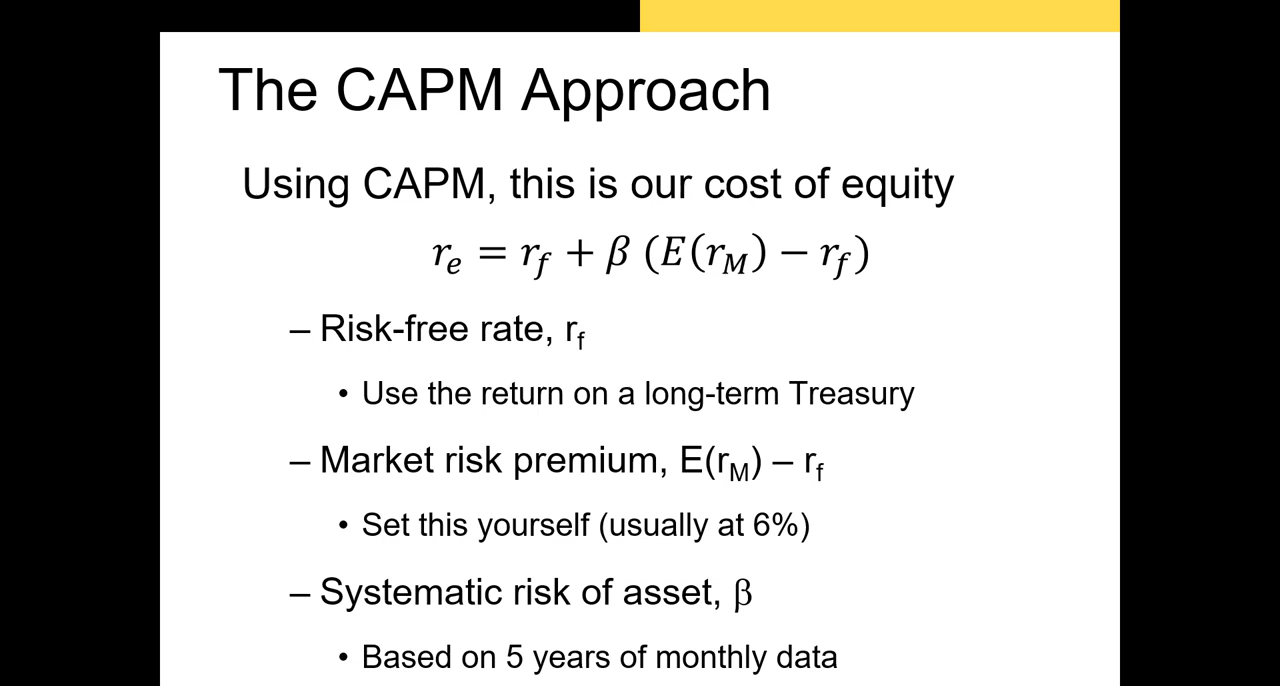 The CAPM Approach
Using CAPM, this is our cost of equity
rₑ = r_f + β (E(r_M) − r_f)
– Risk-free rate, r_f
• Use the return on a long-term Treasury
– Market risk premium, E(r_M) – r_f
• Set this yourself (usually at 6%)
– Systematic risk of asset, β
• Based on 5 years of monthly data